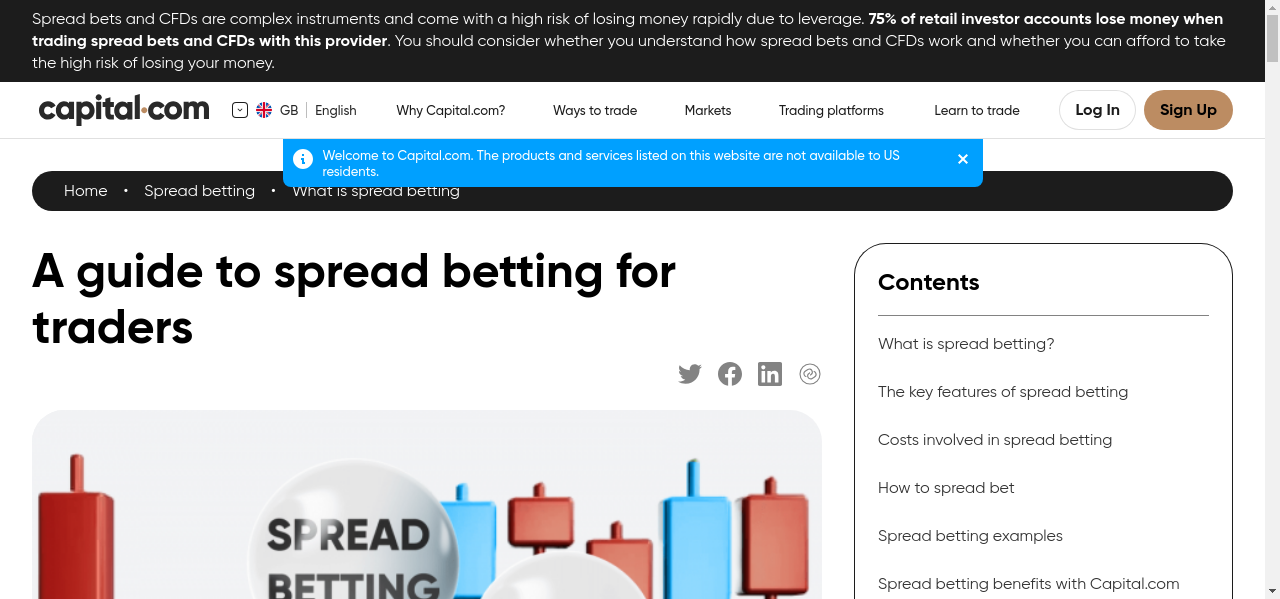 Spread bets and CFDs are complex instruments and come with a high risk of losing money rapidly due to leverage. 75% of retail investor accounts lose money when
trading spread bets and CFDs with this provider. You should consider whether you understand how spread bets and CFDs work and whether you can afford to take
the high risk of losing your money.
capital.com
GB English
Why Capital.com?
Ways to trade
Markets
Trading platforms
Learn to trade
Log In
Sign Up
Welcome to Capital.com. The products and services listed on this website are not available to US
residents.
Home • Spread betting • What is spread betting
A guide to spread betting for
traders
SPREAD
BETTING
Contents
What is spread betting?
The key features of spread betting
Costs involved in spread betting
How to spread bet
Spread betting examples
Spread betting benefits with Capital.com